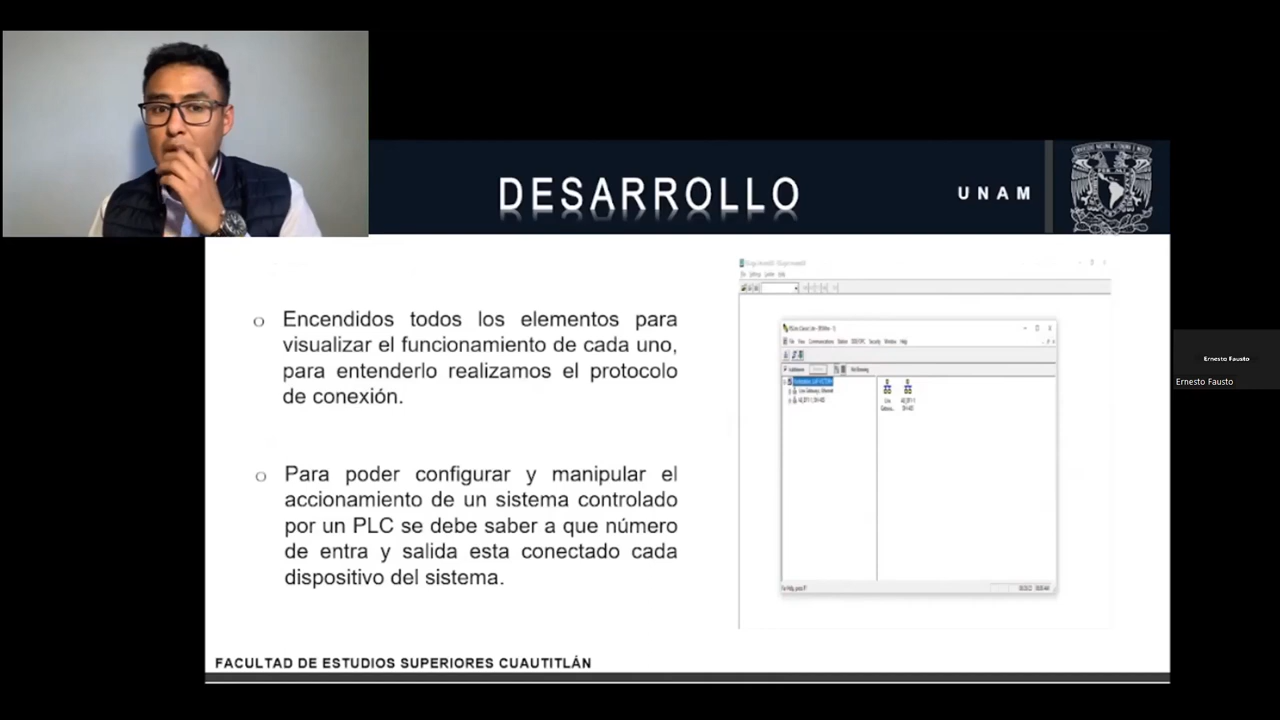 DESARROLLO
UNAM
Encendidos todos los elementos para
visualizar el funcionamiento de cada uno,
para entenderlo realizamos el protocolo
de conexión.
Para poder configurar y manipular el
accionamiento de un sistema controlado
por un PLC se debe saber a que número
de entra y salida esta conectado cada
dispositivo del sistema.
FACULTAD DE ESTUDIOS SUPERIORES CUAUTITLÁN
Ernesto Fausto
Ernesto Fausto